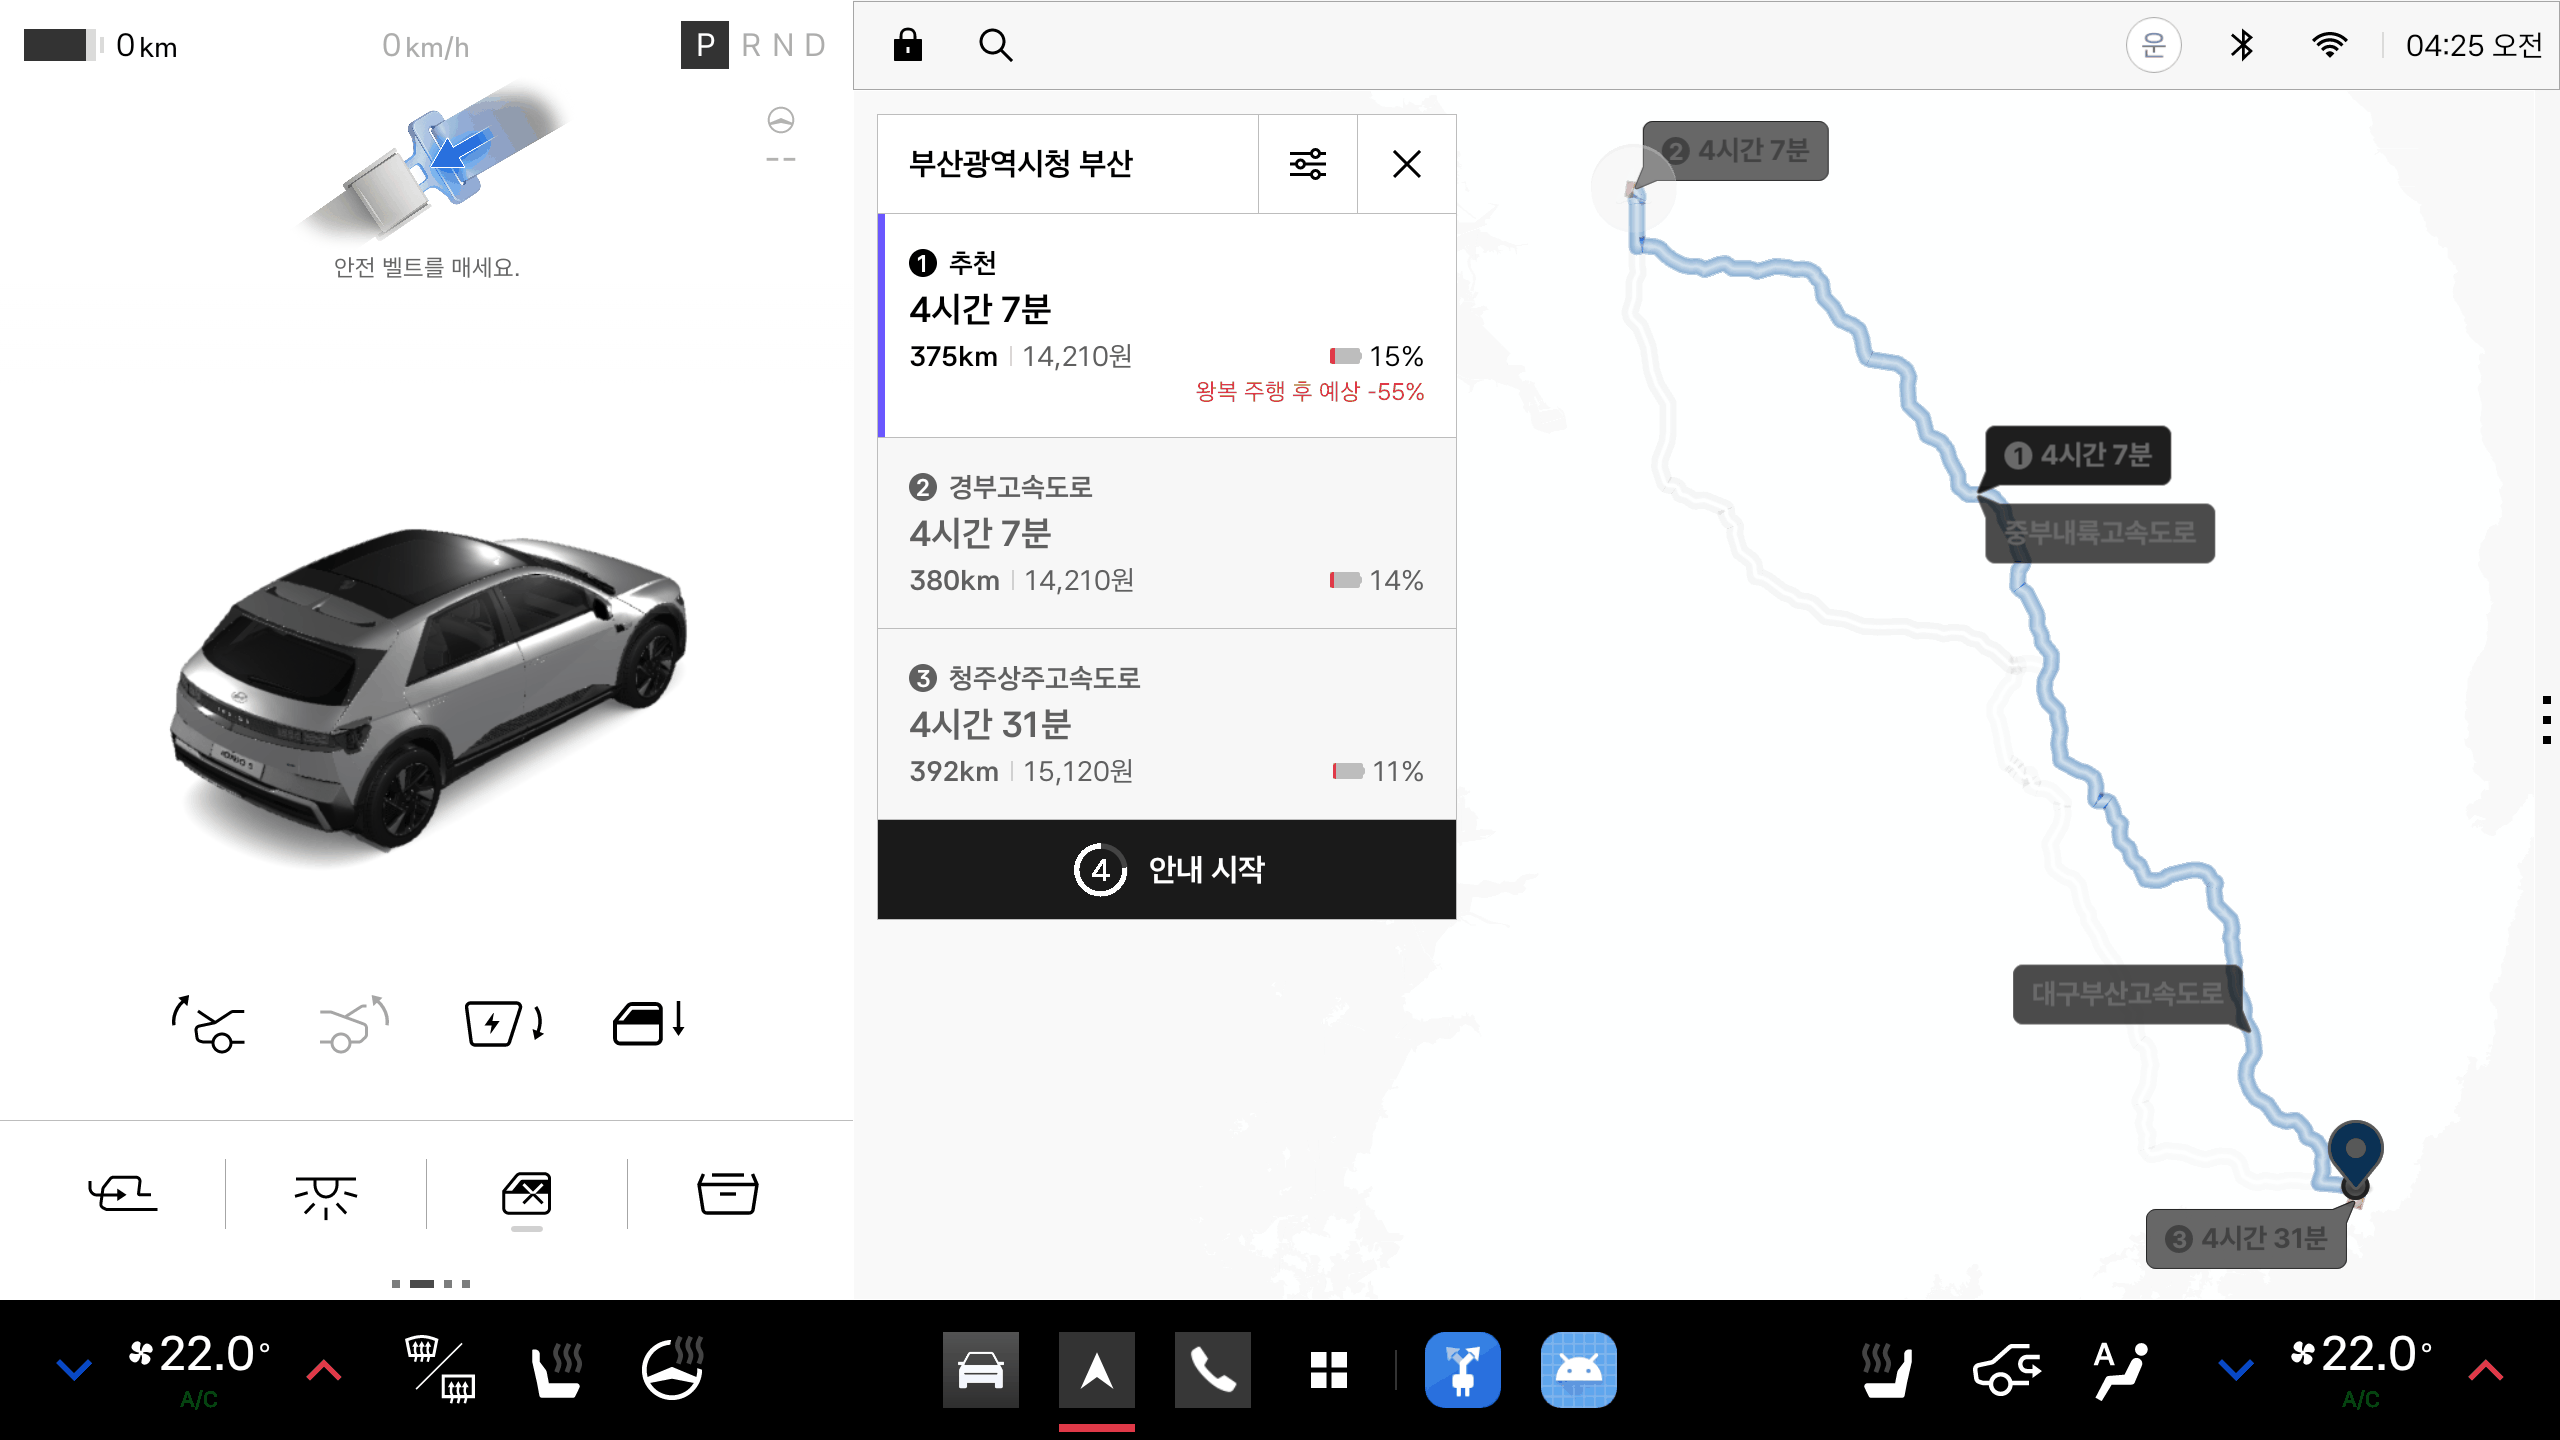 0 km
0 km/h
P R N D
운
04:25 오전
--
안전 벨트를 매세요.
부산광역시청 부산
1 추천
4시간 7분
375km 14,210원 15%
왕복 주행 후 예상 -55%
2 경부고속도로
4시간 7분
380km 14,210원 14%
3 청주상주고속도로
4시간 31분
392km 15,120원 11%
4 안내 시작
2 4시간 7분
1 4시간 7분
중부내륙고속도로
대구부산고속도로
3 4시간 31분
22.0°
A/C
A
22.0°
A/C